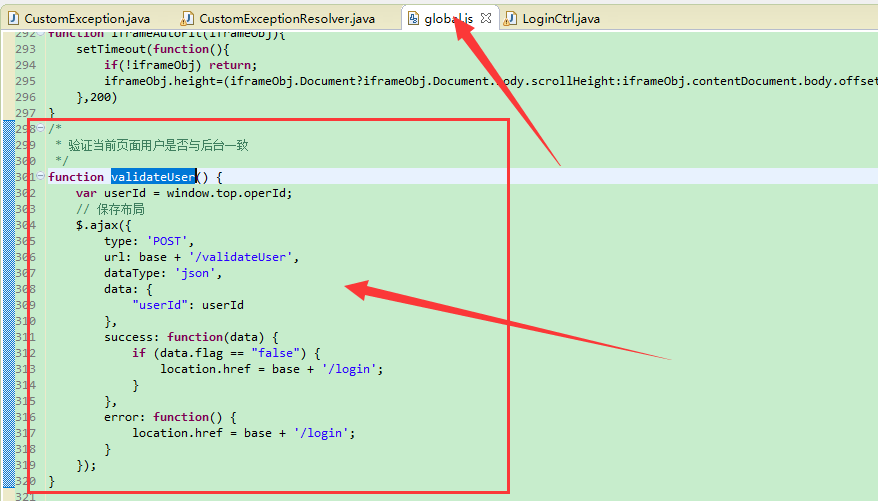 CustomException.java CustomExceptionResolver.java global.js LoginCtrl.java
292 function iframeAutoFit(iframeObj){
293 setTimeout(function(){
294 if(!iframeObj) return;
295 iframeObj.height=(iframeObj.Document?iframeObj.Document.body.scrollHeight:iframeObj.contentDocument.body.offset
296 },200)
297 }
298 /*
299 * 验证当前页面用户是否与后台一致
300 */
301 function validateUser() {
302 var userId = window.top.operId;
303 // 保存布局
304 $.ajax({
305 type: 'POST',
306 url: base + '/validateUser',
307 dataType: 'json',
308 data: {
309 "userId": userId
310 },
311 success: function(data) {
312 if (data.flag == "false") {
313 location.href = base + '/login';
314 }
315 },
316 error: function() {
317 location.href = base + '/login';
318 }
319 });
320 }
321